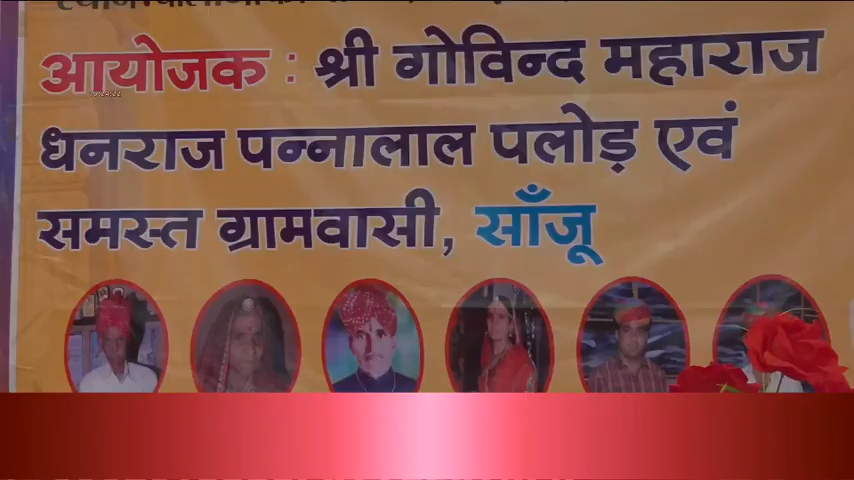 आयोजक : श्री गोविन्द महाराज
धनराज पन्नालाल पलोड़ एवं
समस्त ग्रामवासी, साँजू